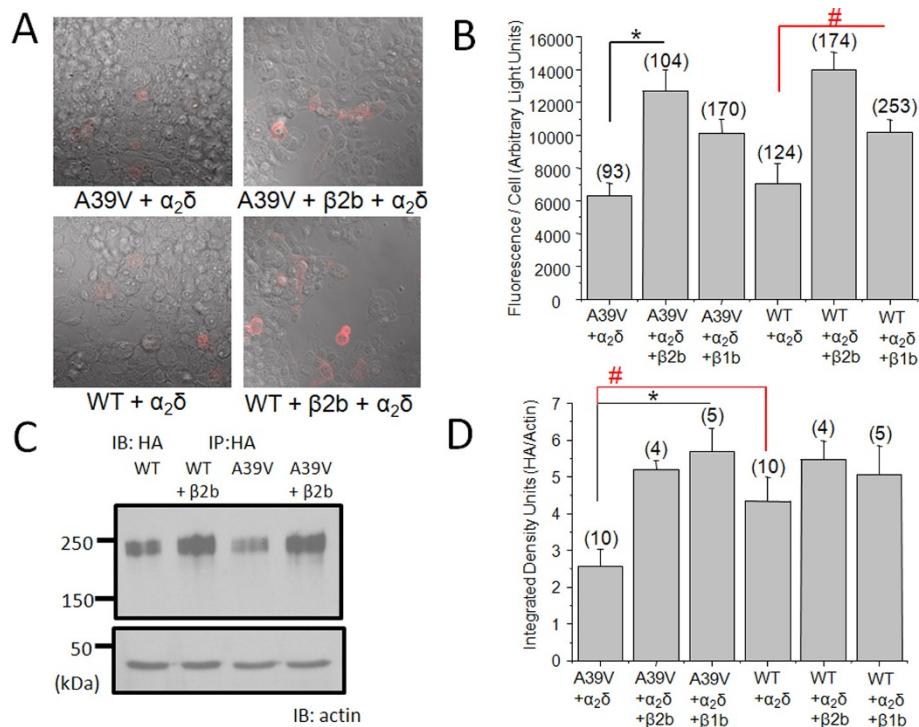 A
A39V + α₂δ
A39V + β2b + α₂δ
WT + α₂δ
WT + β2b + α₂δ
B
Fluorescence / Cell (Arbitrary Light Units)
16000
14000
12000
10000
8000
6000
4000
2000
0
*
#
(93)
(104)
(170)
(124)
(174)
(253)
A39V
+α₂δ
A39V
+α₂δ
+β2b
A39V
+α₂δ
+β1b
WT
+α₂δ
WT
+α₂δ
+β2b
WT
+α₂δ
+β1b
C
IB: HA
IP:HA
WT
WT
+ β2b
A39V
A39V
+ β2b
250
150
50
(kDa)
IB: actin
D
Integrated Density Units (HA/Actin)
7
6
5
4
3
2
1
0
#
*
(10)
(4)
(5)
(10)
(4)
(5)
A39V
+α₂δ
A39V
+α₂δ
+β2b
A39V
+α₂δ
+β1b
WT
+α₂δ
WT
+α₂δ
+β2b
WT
+α₂δ
+β1b